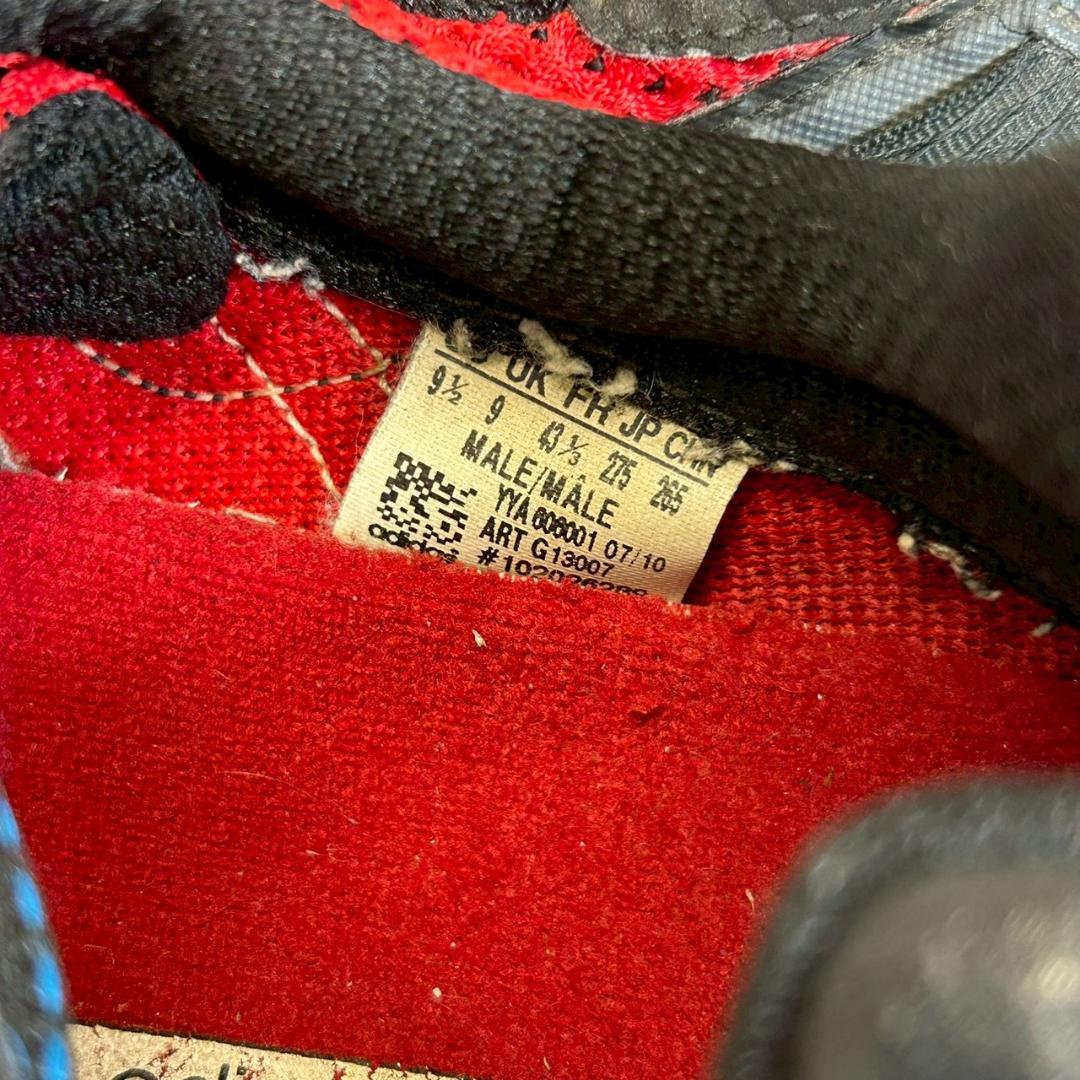 UK FR JP CHN
9½ 9 43⅓ 275 265
MALE/MÂLE
YYA 606001 07/10
ART G13007
adidas